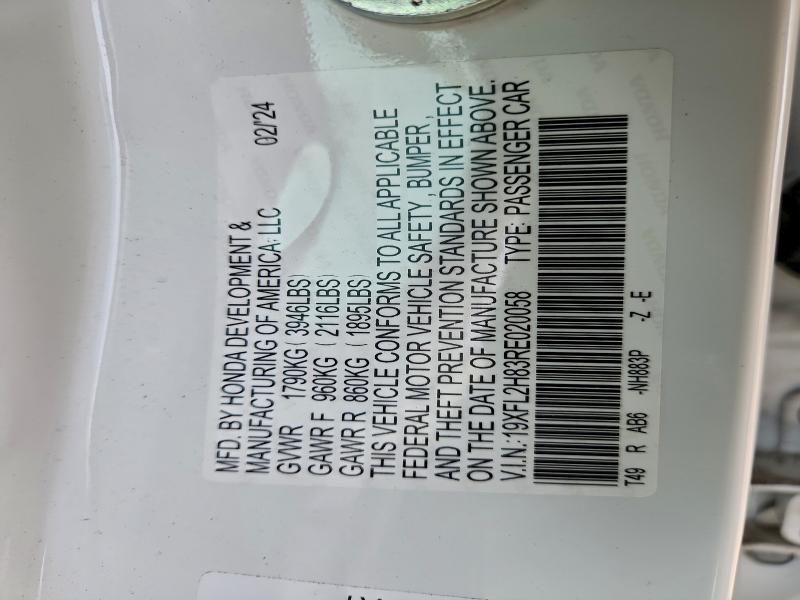 MFD. BY HONDA DEVELOPMENT &
MANUFACTURING OF AMERICA, LLC 02/'24
GVWR 1790KG ( 3946LBS)
GAWR F 960KG ( 2116LBS)
GAWR R 860KG ( 1895LBS)
THIS VEHICLE CONFORMS TO ALL APPLICABLE
FEDERAL MOTOR VEHICLE SAFETY, BUMPER,
AND THEFT PREVENTION STANDARDS IN EFFECT
ON THE DATE OF MANUFACTURE SHOWN ABOVE.
V.I.N.:19XFL2H83RE020058 TYPE: PASSENGER CAR
T49 R AB6 -NH883P -Z -E